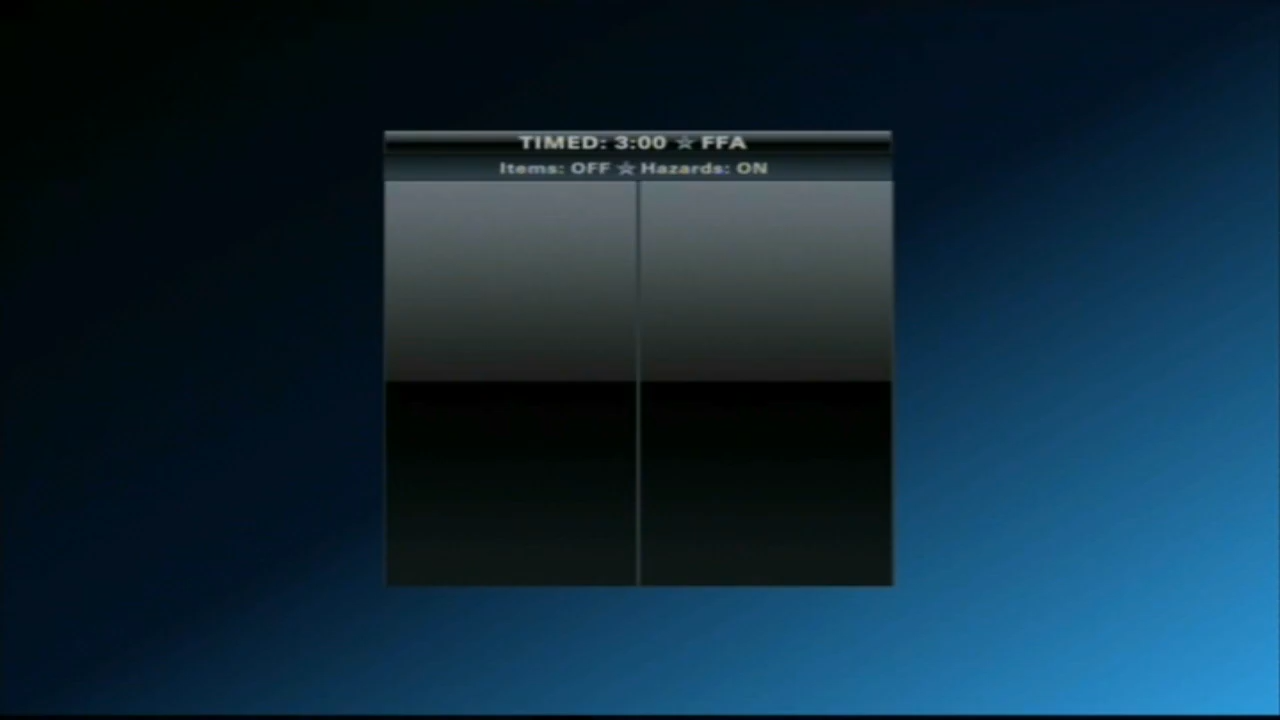 TIMED: 3:00 ☆ FFA
Items: OFF ☆ Hazards: ON